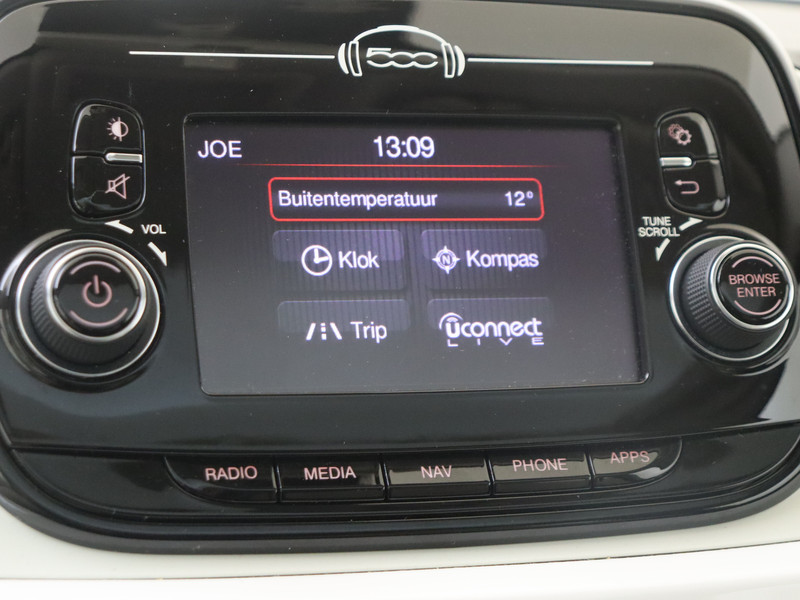 500
JOE 13:09
Buitentemperatuur 12°
Klok
N
Kompas
Trip
uconnect
LIVE
VOL
TUNE
SCROLL
BROWSE
ENTER
RADIO MEDIA NAV PHONE APPS